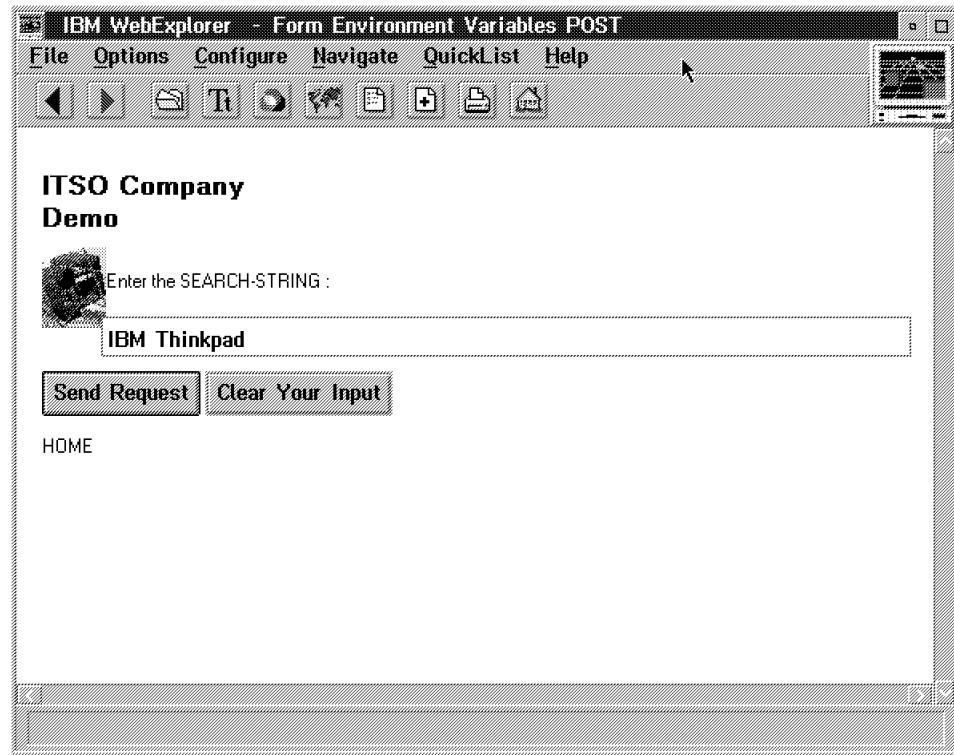 IBM WebExplorer - Form Environment Variables POST
File Options Configure Navigate QuickList Help
Tt
ITSO Company
Demo
Enter the SEARCH-STRING :
IBM Thinkpad
Send Request Clear Your Input
HOME